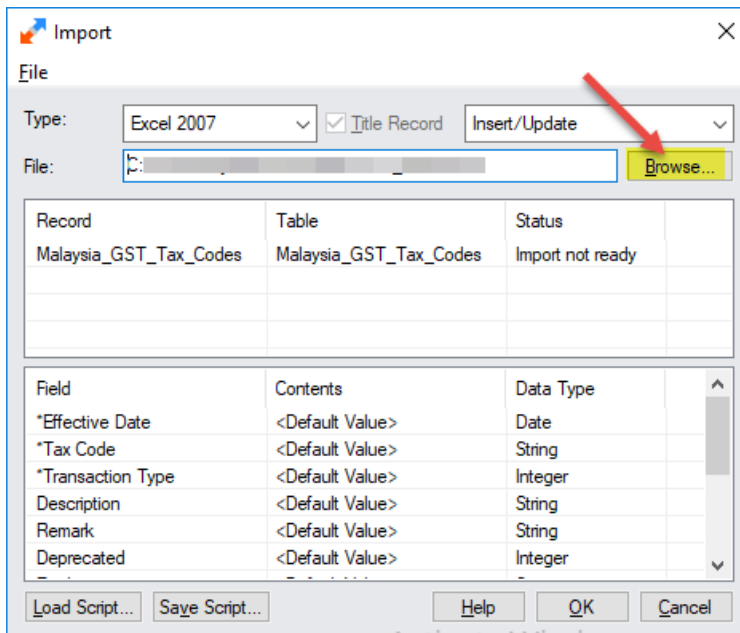 Import
File
Type: Excel 2007 Title Record Insert/Update
File: C: Browse...
Record Table Status
Malaysia_GST_Tax_Codes Malaysia_GST_Tax_Codes Import not ready
Field Contents Data Type
*Effective Date <Default Value> Date
*Tax Code <Default Value> String
*Transaction Type <Default Value> Integer
Description <Default Value> String
Remark <Default Value> String
Deprecated <Default Value> Integer
Load Script... Save Script... Help OK Cancel